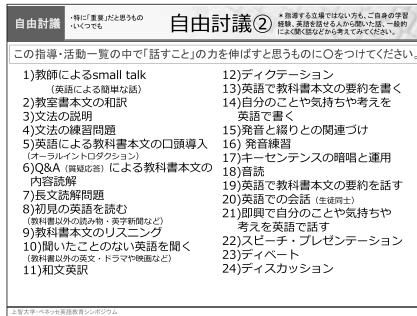 自由討議
・特に「重要」だと思うもの
・いくつでも
自由討議②
＊指導する立場ではない方も、ご自身の学習
経験、英語を話せる人から聞いた話、一般的
によく聞く話などから考えてみてください。
この指導・活動一覧の中で「話すこと」の力を伸ばすと思うものに○をつけてください。
1)教師によるsmall talk
（英語による簡単な話）
2)教室書本文の和訳
3)文法の説明
4)文法の練習問題
5)英語による教科書本文の口頭導入
（オーラルイントロダクション）
6)Q&A（質疑応答）による教科書本文の
内容読解
7)長文読解問題
8)初見の英語を読む
（教科書以外の読み物・英字新聞など）
9)教科書本文のリスニング
10)聞いたことのない英語を聞く
（教科書以外の英文・ドラマや映画など）
11)和文英訳
12)ディクテーション
13)英語で教科書本文の要約を書く
14)自分のことや気持ちや考えを
英語で書く
15)発音と綴りとの関連づけ
16) 発音練習
17)キーセンテンスの暗唱と運用
18)音読
19)英語で教科書本文の要約を話す
20)英語での会話（生徒同士）
21)即興で自分のことや気持ちや
考えを英語で話す
22)スピーチ・プレゼンテーション
23)ディベート
24)ディスカッション
上智大学・ベネッセ英語教育シンポジウム